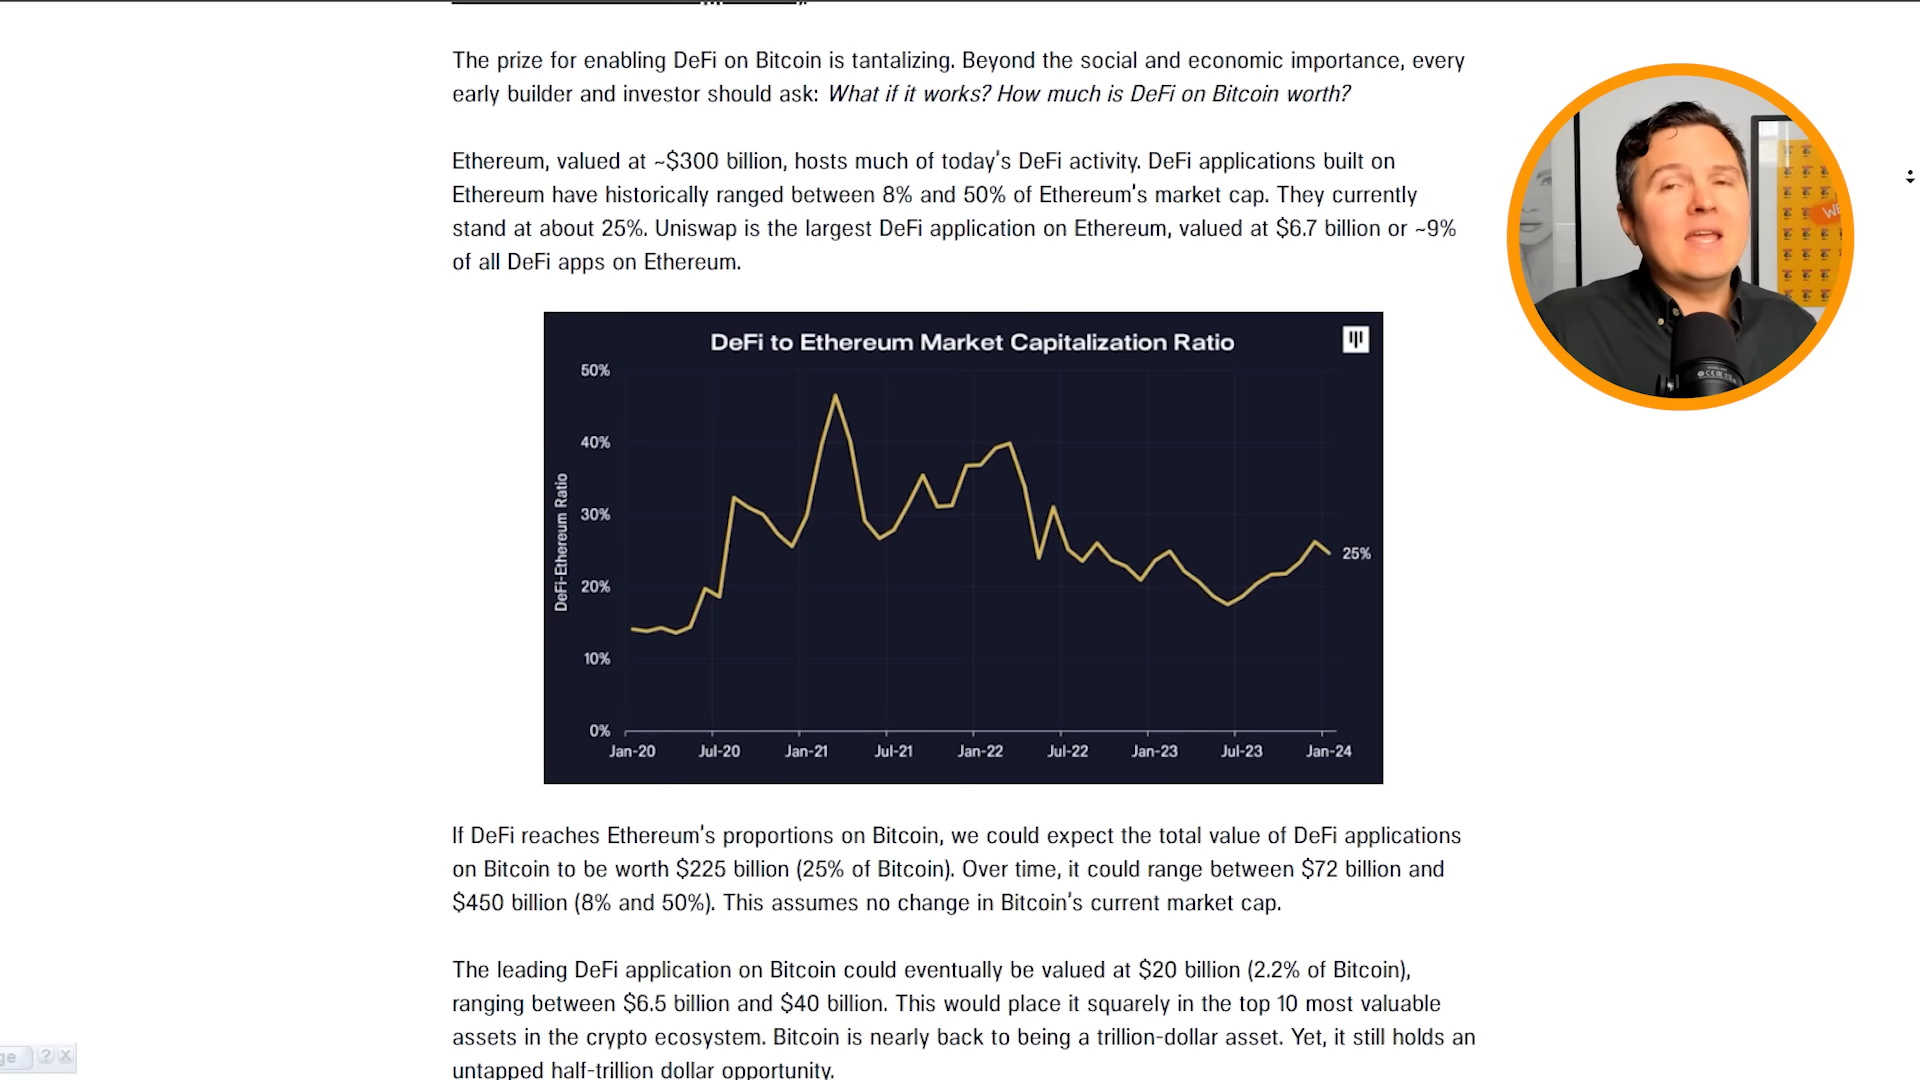 The prize for enabling DeFi on Bitcoin is tantalizing. Beyond the social and economic importance, every
early builder and investor should ask: What if it works? How much is DeFi on Bitcoin worth?
Ethereum, valued at ~$300 billion, hosts much of today's DeFi activity. DeFi applications built on
Ethereum have historically ranged between 8% and 50% of Ethereum's market cap. They currently
stand at about 25%. Uniswap is the largest DeFi application on Ethereum, valued at $6.7 billion or ~9%
of all DeFi apps on Ethereum.
DeFi to Ethereum Market Capitalization Ratio
DeFi-Ethereum Ratio
50%
40%
30%
20%
10%
0%
25%
Jan-20 Jul-20 Jan-21 Jul-21 Jan-22 Jul-22 Jan-23 Jul-23 Jan-24
If DeFi reaches Ethereum's proportions on Bitcoin, we could expect the total value of DeFi applications
on Bitcoin to be worth $225 billion (25% of Bitcoin). Over time, it could range between $72 billion and
$450 billion (8% and 50%). This assumes no change in Bitcoin's current market cap.
The leading DeFi application on Bitcoin could eventually be valued at $20 billion (2.2% of Bitcoin),
ranging between $6.5 billion and $40 billion. This would place it squarely in the top 10 most valuable
assets in the crypto ecosystem. Bitcoin is nearly back to being a trillion-dollar asset. Yet, it still holds an
untapped half-trillion dollar opportunity.
ge ? x
WE